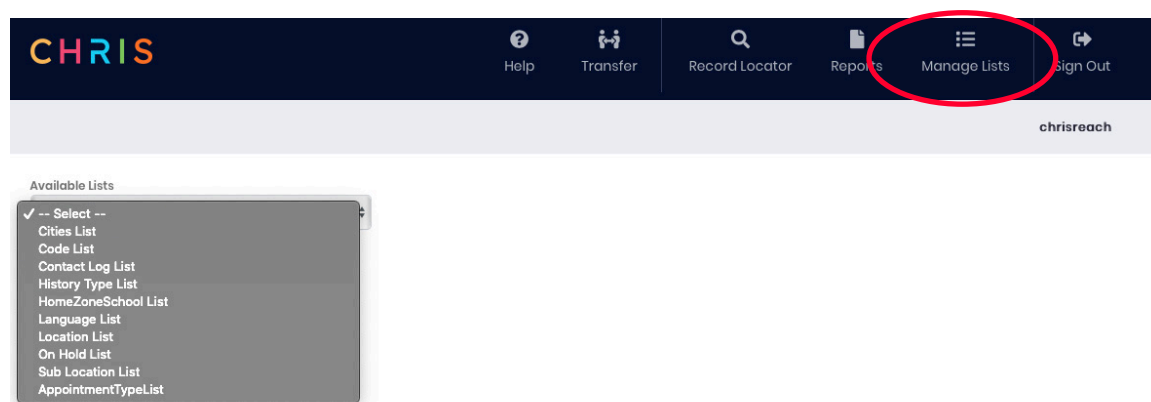 CHRIS
Help Transfer Record Locator Reports Manage Lists Sign Out
chrisreach
Available Lists
-- Select --
Cities List
Code List
Contact Log List
History Type List
HomeZoneSchool List
Language List
Location List
On Hold List
Sub Location List
AppointmentTypeList